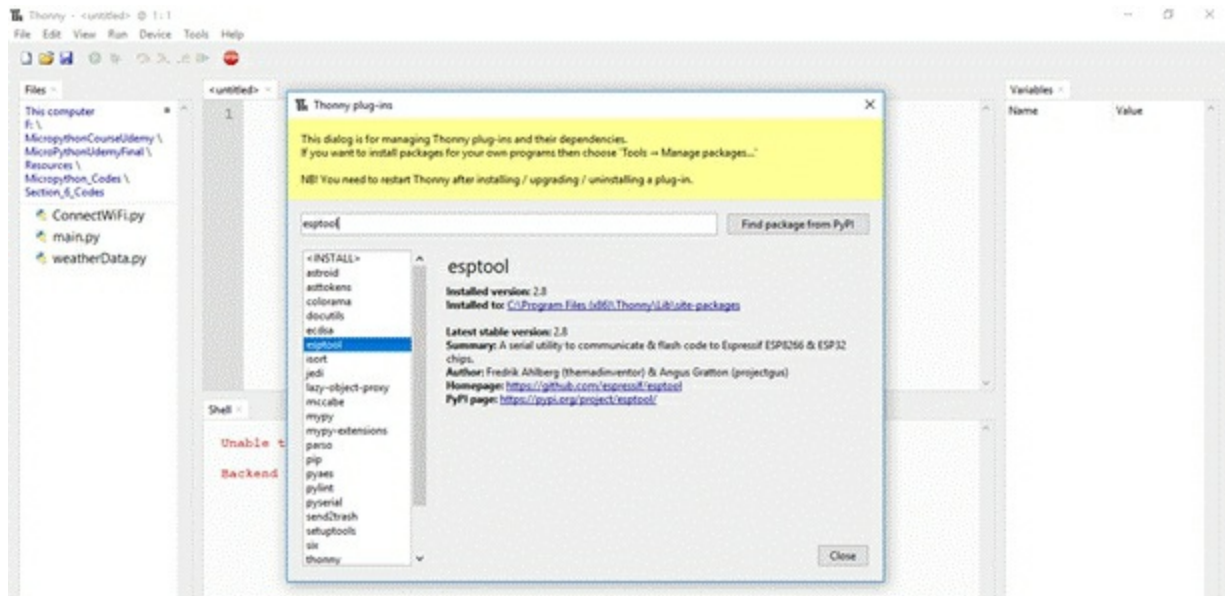 Thonny - <untitled> @ 1:1
File Edit View Run Device Tools Help
Files
This computer
F: \
MicropythonCourseUdemy \
MicroPythonUdemyFinal \
Resources \
Micropython_Codes \
Section_6_Codes
ConnectWiFi.py
main.py
weatherData.py
<untitled>
1
Thonny plug-ins
This dialog is for managing Thonny plug-ins and their dependencies.
If you want to install packages for your own programs then choose 'Tools → Manage packages...'
NB! You need to restart Thonny after installing / upgrading / uninstalling a plug-in.
esptool
Find package from PyPI
<INSTALL>
astroid
asttokens
colorama
docutils
ecdsa
esptool
isort
jedi
lazy-object-proxy
mccabe
mypy
mypy-extensions
parso
pip
pyaes
pylint
pyserial
send2trash
setuptools
six
thonny
esptool
Installed version: 2.8
Installed to: C:\Program Files (x86)\Thonny\Lib\site-packages
Latest stable version: 2.8
Summary: A serial utility to communicate & flash code to Espressif ESP8266 & ESP32
chips.
Author: Fredrik Ahlberg (themadinventor) & Angus Gratton (projectgus)
Homepage: https://github.com/espressif/esptool
PyPI page: https://pypi.org/project/esptool/
Close
Shell
Unable t
Backend
Variables
Name Value